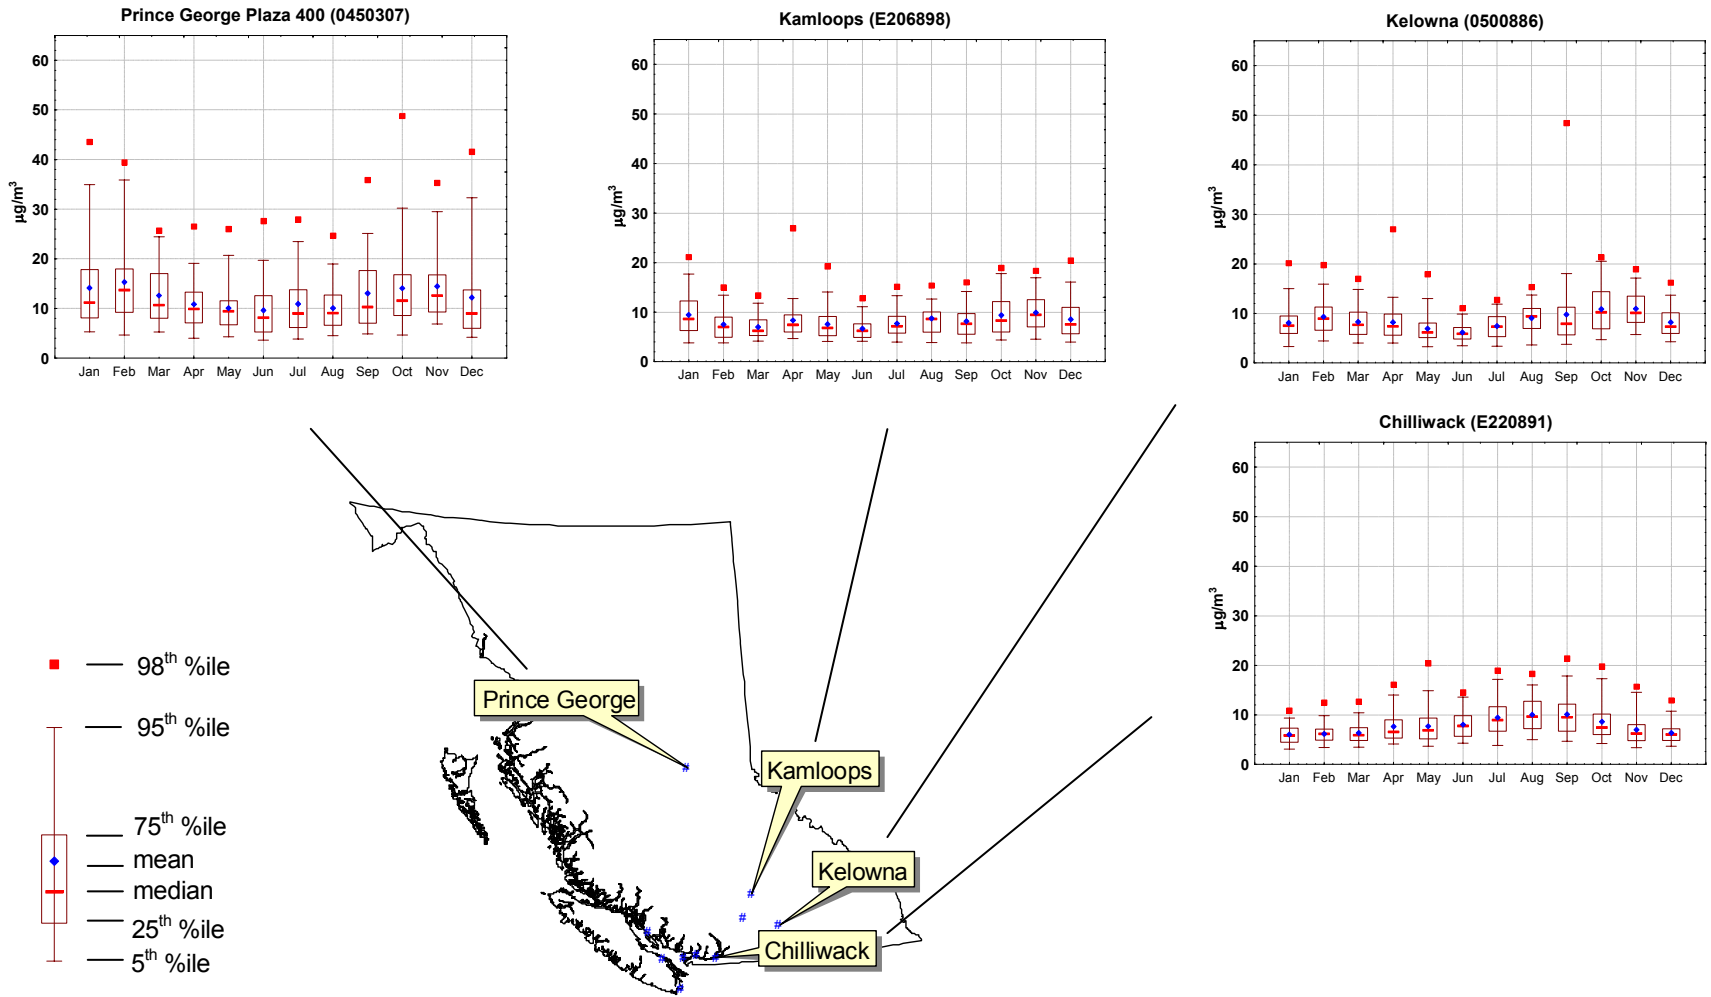 Prince George Plaza 400 (0450307)
60
50
40
30
20
10
0
µg/m³
Jan Feb Mar Apr May Jun Jul Aug Sep Oct Nov Dec
Kamloops (E206898)
60
50
40
30
20
10
0
µg/m³
Jan Feb Mar Apr May Jun Jul Aug Sep Oct Nov Dec
Kelowna (0500886)
60
50
40
30
20
10
0
µg/m³
Jan Feb Mar Apr May Jun Jul Aug Sep Oct Nov Dec
Chilliwack (E220891)
60
50
40
30
20
10
0
µg/m³
Jan Feb Mar Apr May Jun Jul Aug Sep Oct Nov Dec
98th %ile
95th %ile
75th %ile
mean
median
25th %ile
5th %ile
Prince George
Kamloops
Kelowna
Chilliwack